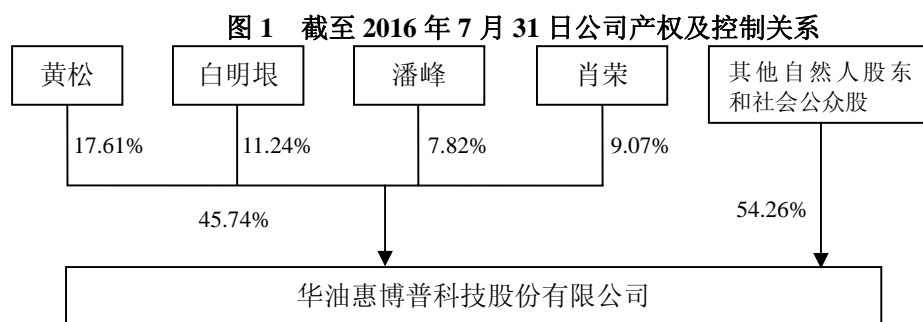 图 1 截至 2016 年 7 月 31 日公司产权及控制关系
黄松
白明垠
潘峰
肖荣
其他自然人股东
和社会公众股
17.61%
11.24%
7.82%
9.07%
45.74%
54.26%
华油惠博普科技股份有限公司